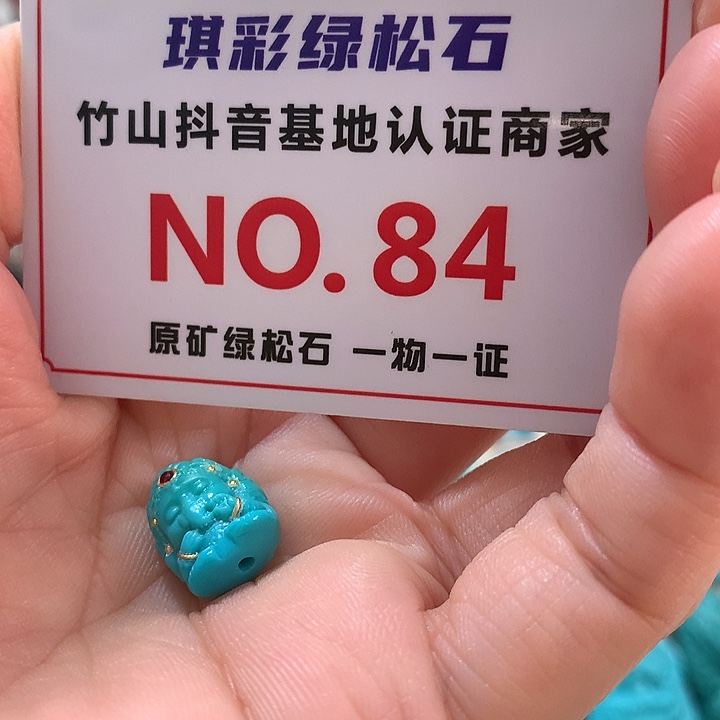 琪彩绿松石
竹山抖音基地认证商家
NO. 84
原矿绿松石 一物一证